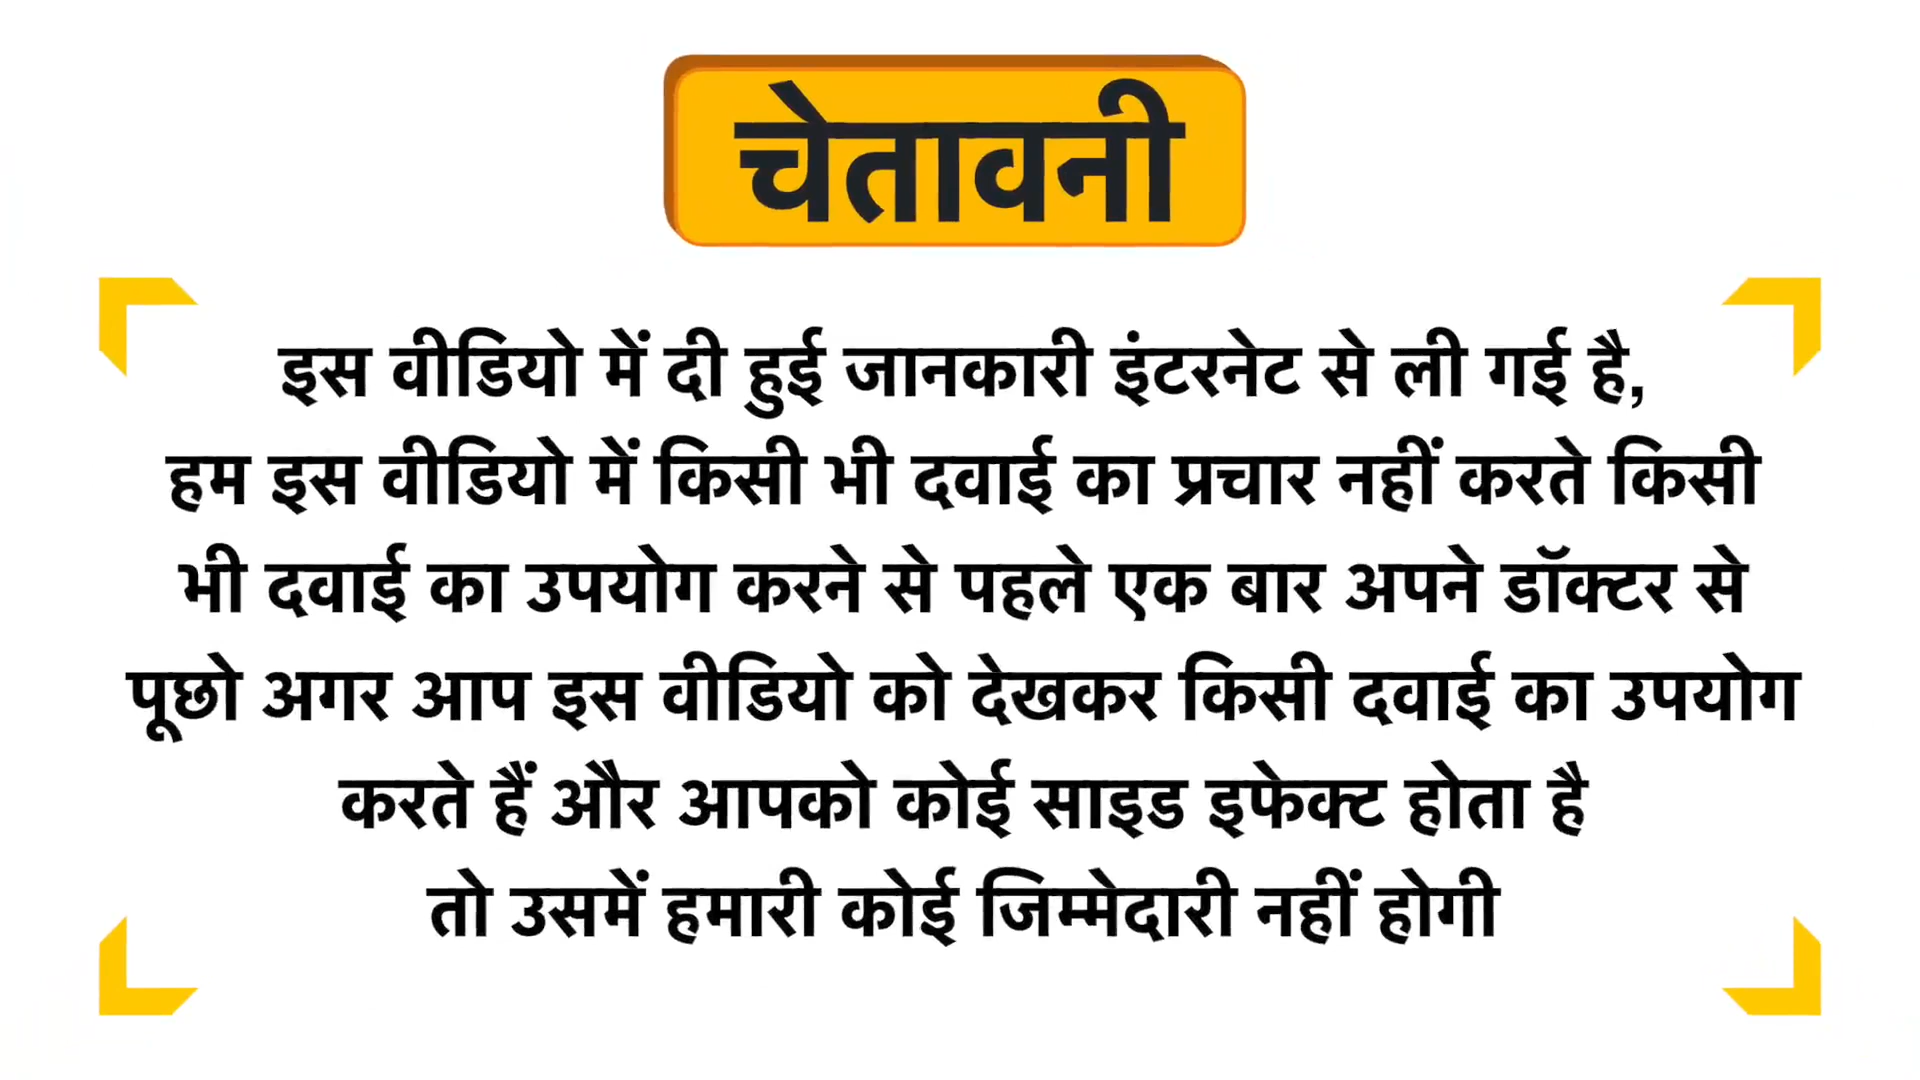 चेतावनी
इस वीडियो में दी हुई जानकारी इंटरनेट से ली गई है,
हम इस वीडियो में किसी भी दवाई का प्रचार नहीं करते किसी
भी दवाई का उपयोग करने से पहले एक बार अपने डॉक्टर से
पूछो अगर आप इस वीडियो को देखकर किसी दवाई का उपयोग
करते हैं और आपको कोई साइड इफेक्ट होता है
तो उसमें हमारी कोई जिम्मेदारी नहीं होगी